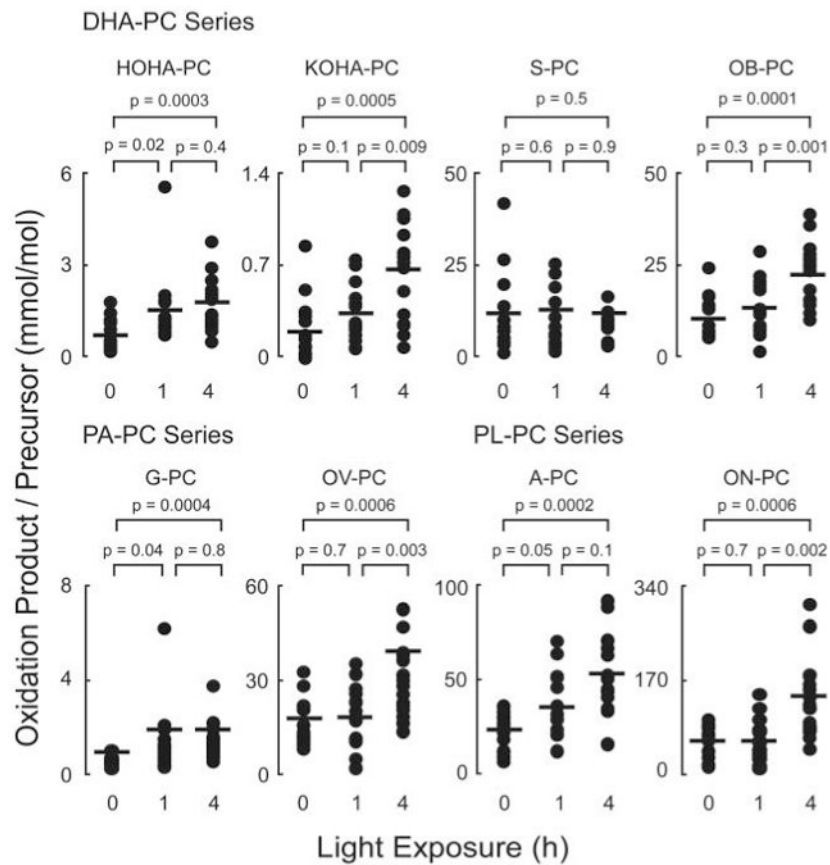 DHA-PC Series
HOHA-PC KOHA-PC S-PC OB-PC
p = 0.0003 p = 0.0005 p = 0.5 p = 0.0001
p = 0.02 p = 0.4 p = 0.1 p = 0.009 p = 0.6 p = 0.9 p = 0.3 p = 0.001
6 1.4 50 50
3 0.7 25 25
0 0 0 0
0 1 4 0 1 4 0 1 4 0 1 4
PA-PC Series PL-PC Series
G-PC OV-PC A-PC ON-PC
p = 0.0004 p = 0.0006 p = 0.0002 p = 0.0006
p = 0.04 p = 0.8 p = 0.7 p = 0.003 p = 0.05 p = 0.1 p = 0.7 p = 0.002
8 60 100 340
4 30 50 170
0 0 0 0
0 1 4 0 1 4 0 1 4 0 1 4
Oxidation Product / Precursor (mmol/mol)
Light Exposure (h)